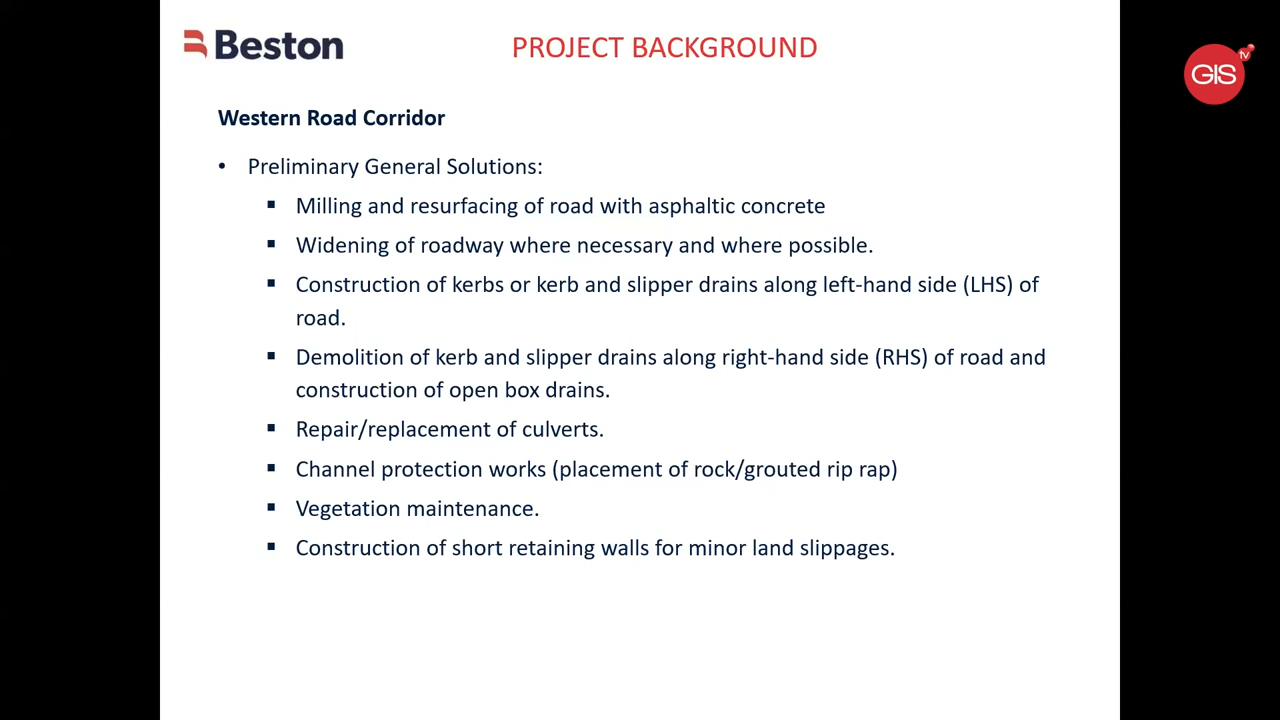 Beston
PROJECT BACKGROUND
GIS tv
Western Road Corridor
• Preliminary General Solutions:
▪ Milling and resurfacing of road with asphaltic concrete
▪ Widening of roadway where necessary and where possible.
▪ Construction of kerbs or kerb and slipper drains along left-hand side (LHS) of
road.
▪ Demolition of kerb and slipper drains along right-hand side (RHS) of road and
construction of open box drains.
▪ Repair/replacement of culverts.
▪ Channel protection works (placement of rock/grouted rip rap)
▪ Vegetation maintenance.
▪ Construction of short retaining walls for minor land slippages.